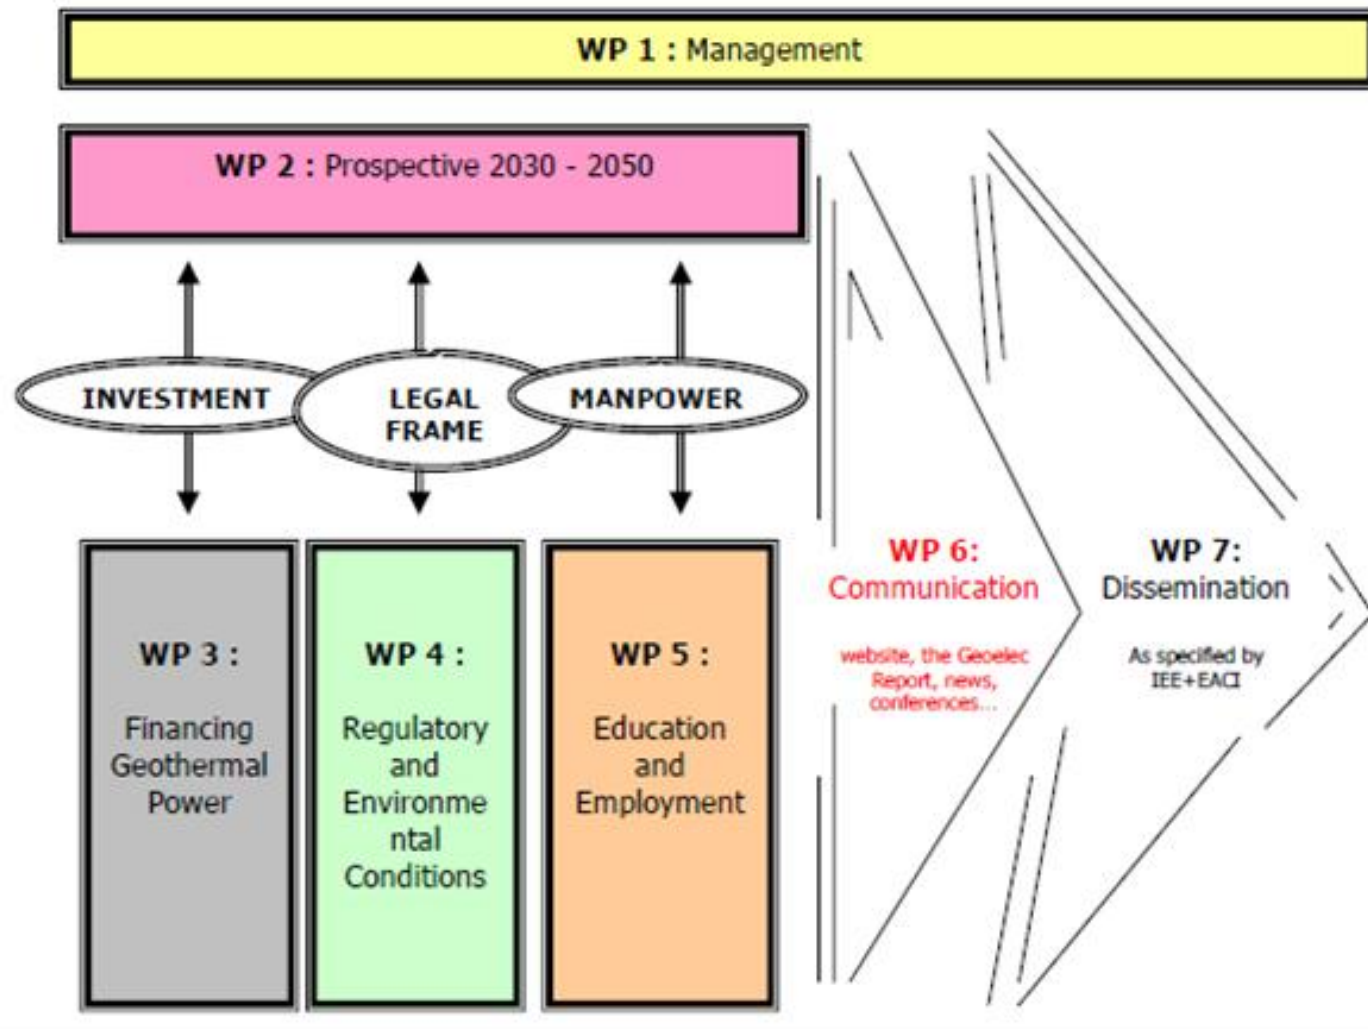 WP 1 : Management
WP 2 : Prospective 2030 - 2050
INVESTMENT
LEGAL
FRAME
MANPOWER
WP 3 :
Financing
Geothermal
Power
WP 4 :
Regulatory
and
Environme
ntal
Conditions
WP 5 :
Education
and
Employment
WP 6:
Communication
website, the Geoelec
Report, news,
conferences...
WP 7:
Dissemination
As specified by
IEE+EACI